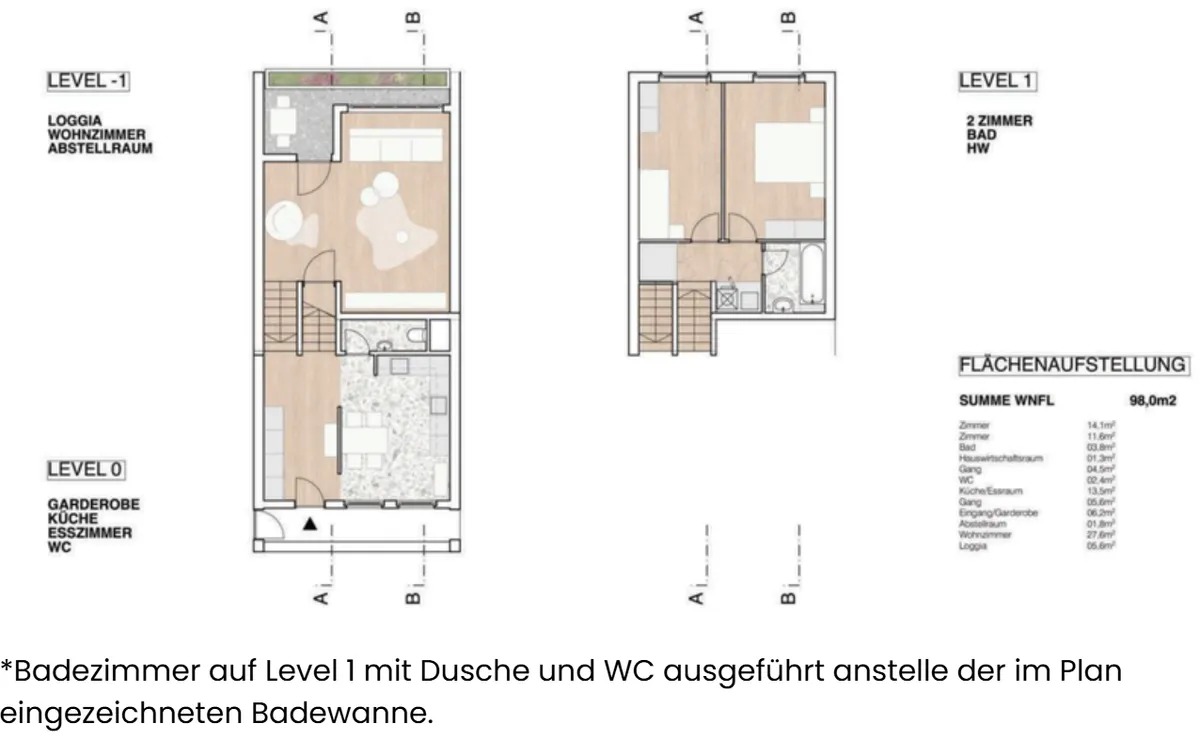 A B A B
LEVEL -1
LOGGIA
WOHNZIMMER
ABSTELLRAUM
LEVEL 1
2 ZIMMER
BAD
HW
FLÄCHENAUFSTELLUNG
SUMME WNFL 98,0m2
Zimmer 14,1m²
Zimmer 11,6m²
Bad 03,8m²
Hauswirtschaftsraum 01,3m²
Gang 04,5m²
WC 02,4m²
Küche/Essraum 13,5m²
Gang 05,6m²
Eingang/Garderobe 06,2m²
Abstellraum 01,8m²
Wohnzimmer 27,6m²
Loggia 05,6m²
LEVEL 0
GARDEROBE
KÜCHE
ESSZIMMER
WC
A B A B
*Badezimmer auf Level 1 mit Dusche und WC ausgeführt anstelle der im Plan
eingezeichneten Badewanne.